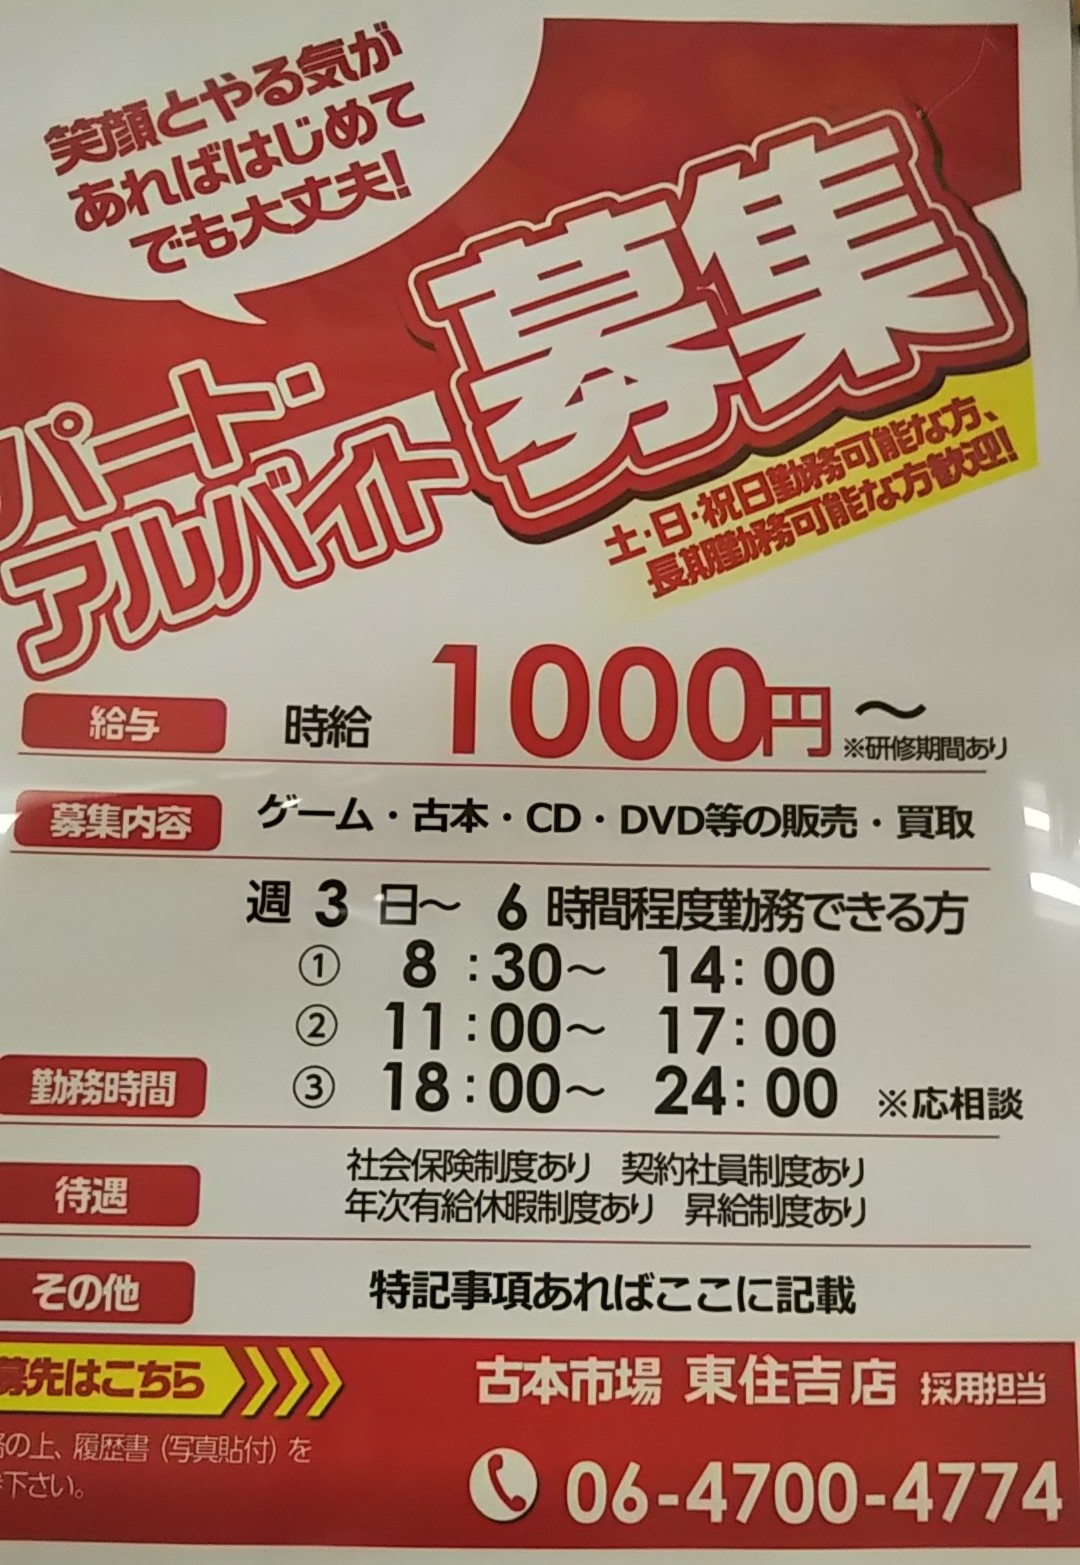 笑顔とやる気が
あればはじめて
でも大丈夫!
パート・
アルバイト
募集
土・日・祝日勤務可能な方、
長期勤務可能な方歓迎!
給与 時給 1000円～ ※研修期間あり
募集内容 ゲーム・古本・CD・DVD等の販売・買取
週 3 日～ 6 時間程度勤務できる方
① 8:30～ 14:00
② 11:00～ 17:00
勤務時間 ③ 18:00～ 24:00 ※応相談
待遇 社会保険制度あり 契約社員制度あり
年次有給休暇制度あり 昇給制度あり
その他 特記事項あればここに記載
募先はこちら
古本市場 東住吉店 採用担当
の上、履歴書(写真貼付)を
下さい。
06-4700-4774